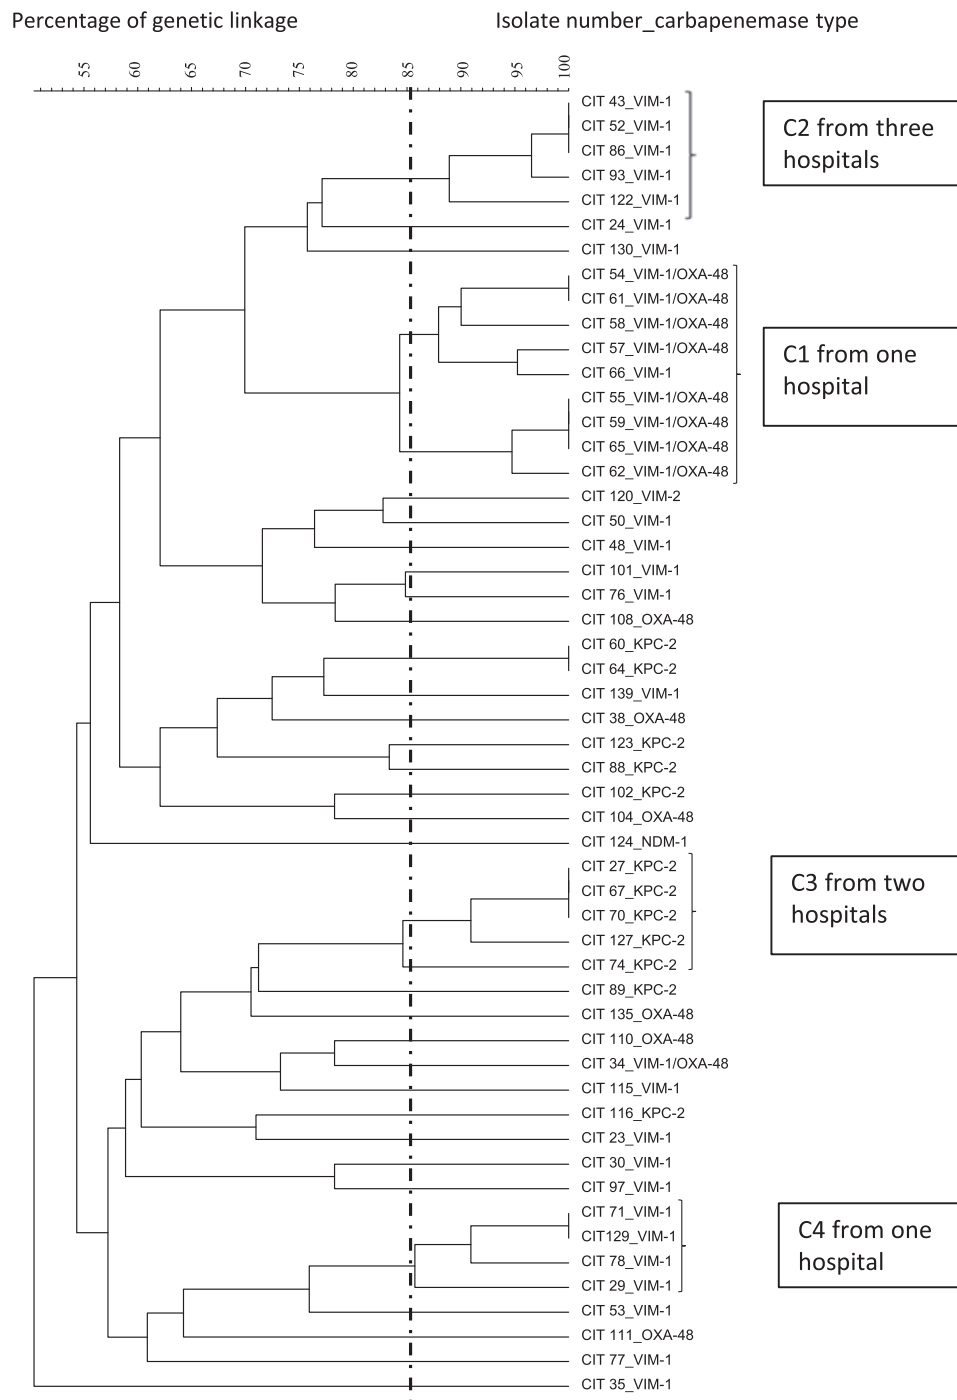 Percentage of genetic linkage
Isolate number_carbapenemase type
55 60 65 70 75 80 85 90 95 100
CIT 43_VIM-1
CIT 52_VIM-1
CIT 86_VIM-1
CIT 93_VIM-1
CIT 122_VIM-1
C2 from three
hospitals
CIT 24_VIM-1
CIT 130_VIM-1
CIT 54_VIM-1/OXA-48
CIT 61_VIM-1/OXA-48
CIT 58_VIM-1/OXA-48
CIT 57_VIM-1/OXA-48
CIT 66_VIM-1
CIT 55_VIM-1/OXA-48
CIT 59_VIM-1/OXA-48
CIT 65_VIM-1/OXA-48
CIT 62_VIM-1/OXA-48
C1 from one
hospital
CIT 120_VIM-2
CIT 50_VIM-1
CIT 48_VIM-1
CIT 101_VIM-1
CIT 76_VIM-1
CIT 108_OXA-48
CIT 60_KPC-2
CIT 64_KPC-2
CIT 139_VIM-1
CIT 38_OXA-48
CIT 123_KPC-2
CIT 88_KPC-2
CIT 102_KPC-2
CIT 104_OXA-48
CIT 124_NDM-1
CIT 27_KPC-2
CIT 67_KPC-2
CIT 70_KPC-2
CIT 127_KPC-2
CIT 74_KPC-2
C3 from two
hospitals
CIT 89_KPC-2
CIT 135_OXA-48
CIT 110_OXA-48
CIT 34_VIM-1/OXA-48
CIT 115_VIM-1
CIT 116_KPC-2
CIT 23_VIM-1
CIT 30_VIM-1
CIT 97_VIM-1
CIT 71_VIM-1
CIT129_VIM-1
CIT 78_VIM-1
CIT 29_VIM-1
C4 from one
hospital
CIT 53_VIM-1
CIT 111_OXA-48
CIT 77_VIM-1
CIT 35_VIM-1